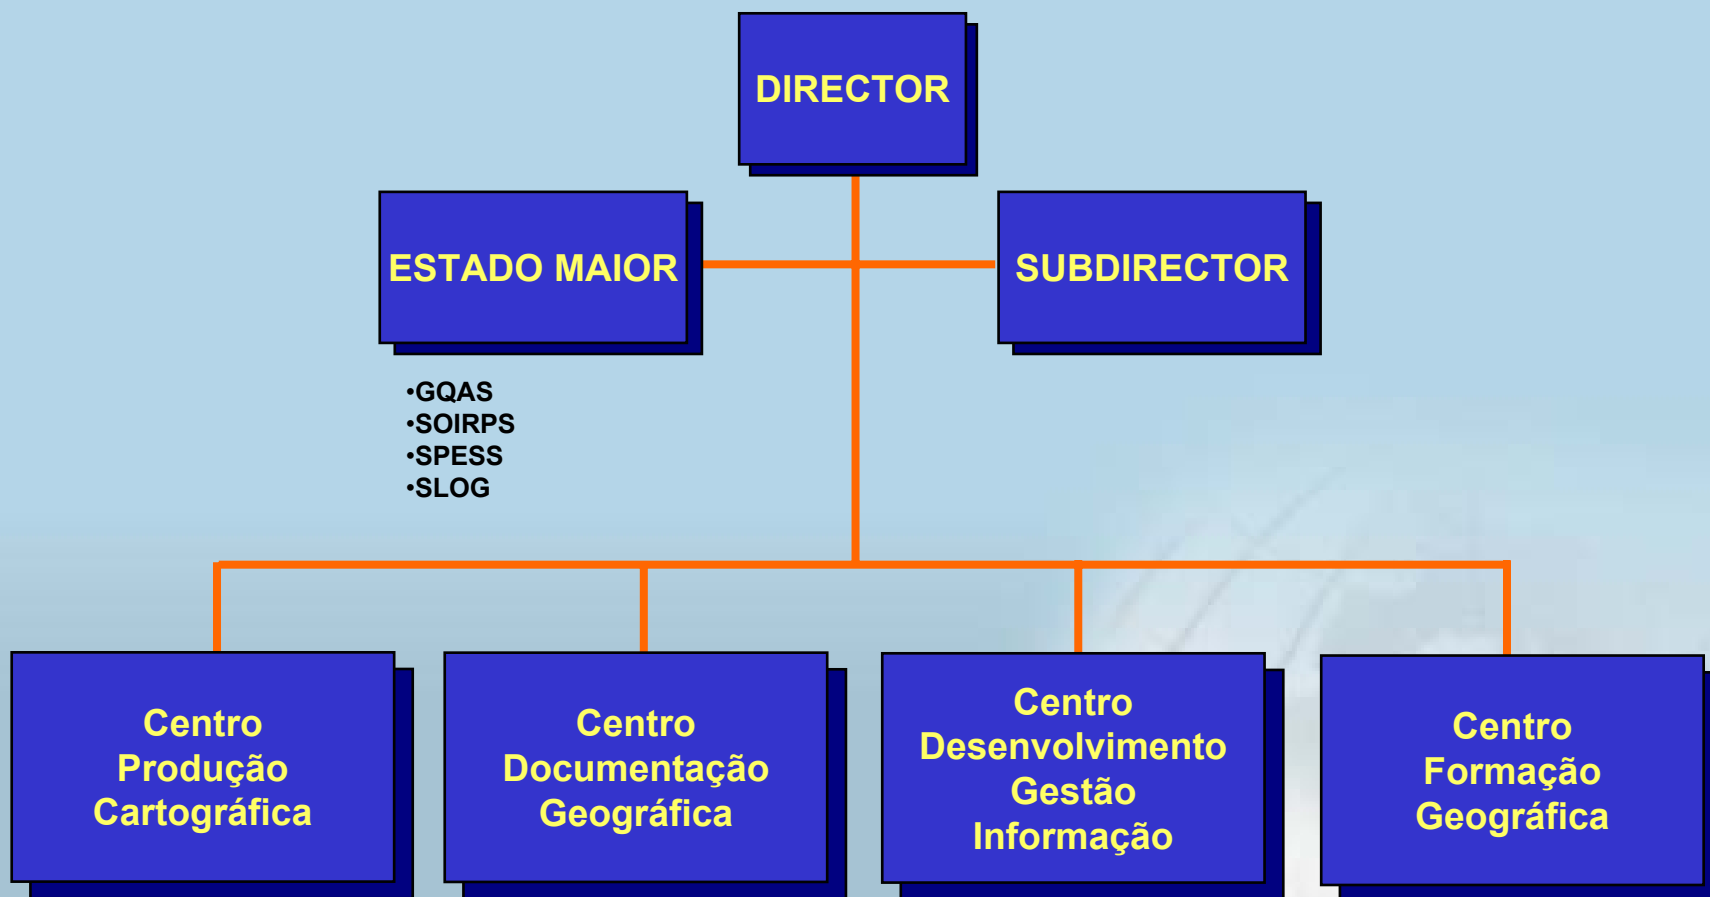 DIRECTOR
ESTADO MAIOR
SUBDIRECTOR
•GQAS
•SOIRPS
•SPESS
•SLOG
Centro
Produção
Cartográfica
Centro
Documentação
Geográfica
Centro
Desenvolvimento
Gestão
Informação
Centro
Formação
Geográfica